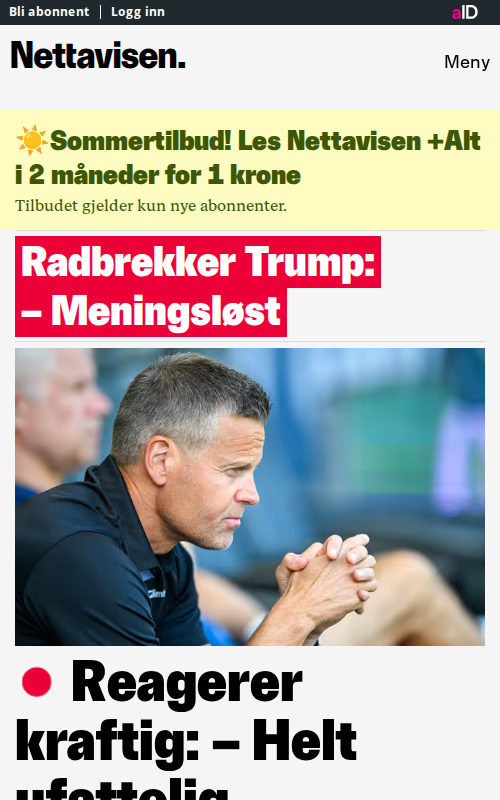 Bli abonnent
Logg inn
aID
Nettavisen.
Meny
☀️Sommertilbud! Les Nettavisen +Alt
i 2 måneder for 1 krone
Tilbudet gjelder kun nye abonnenter.
Radbrekker Trump:
– Meningsløst
Reagerer
kraftig: – Helt
ufattelig